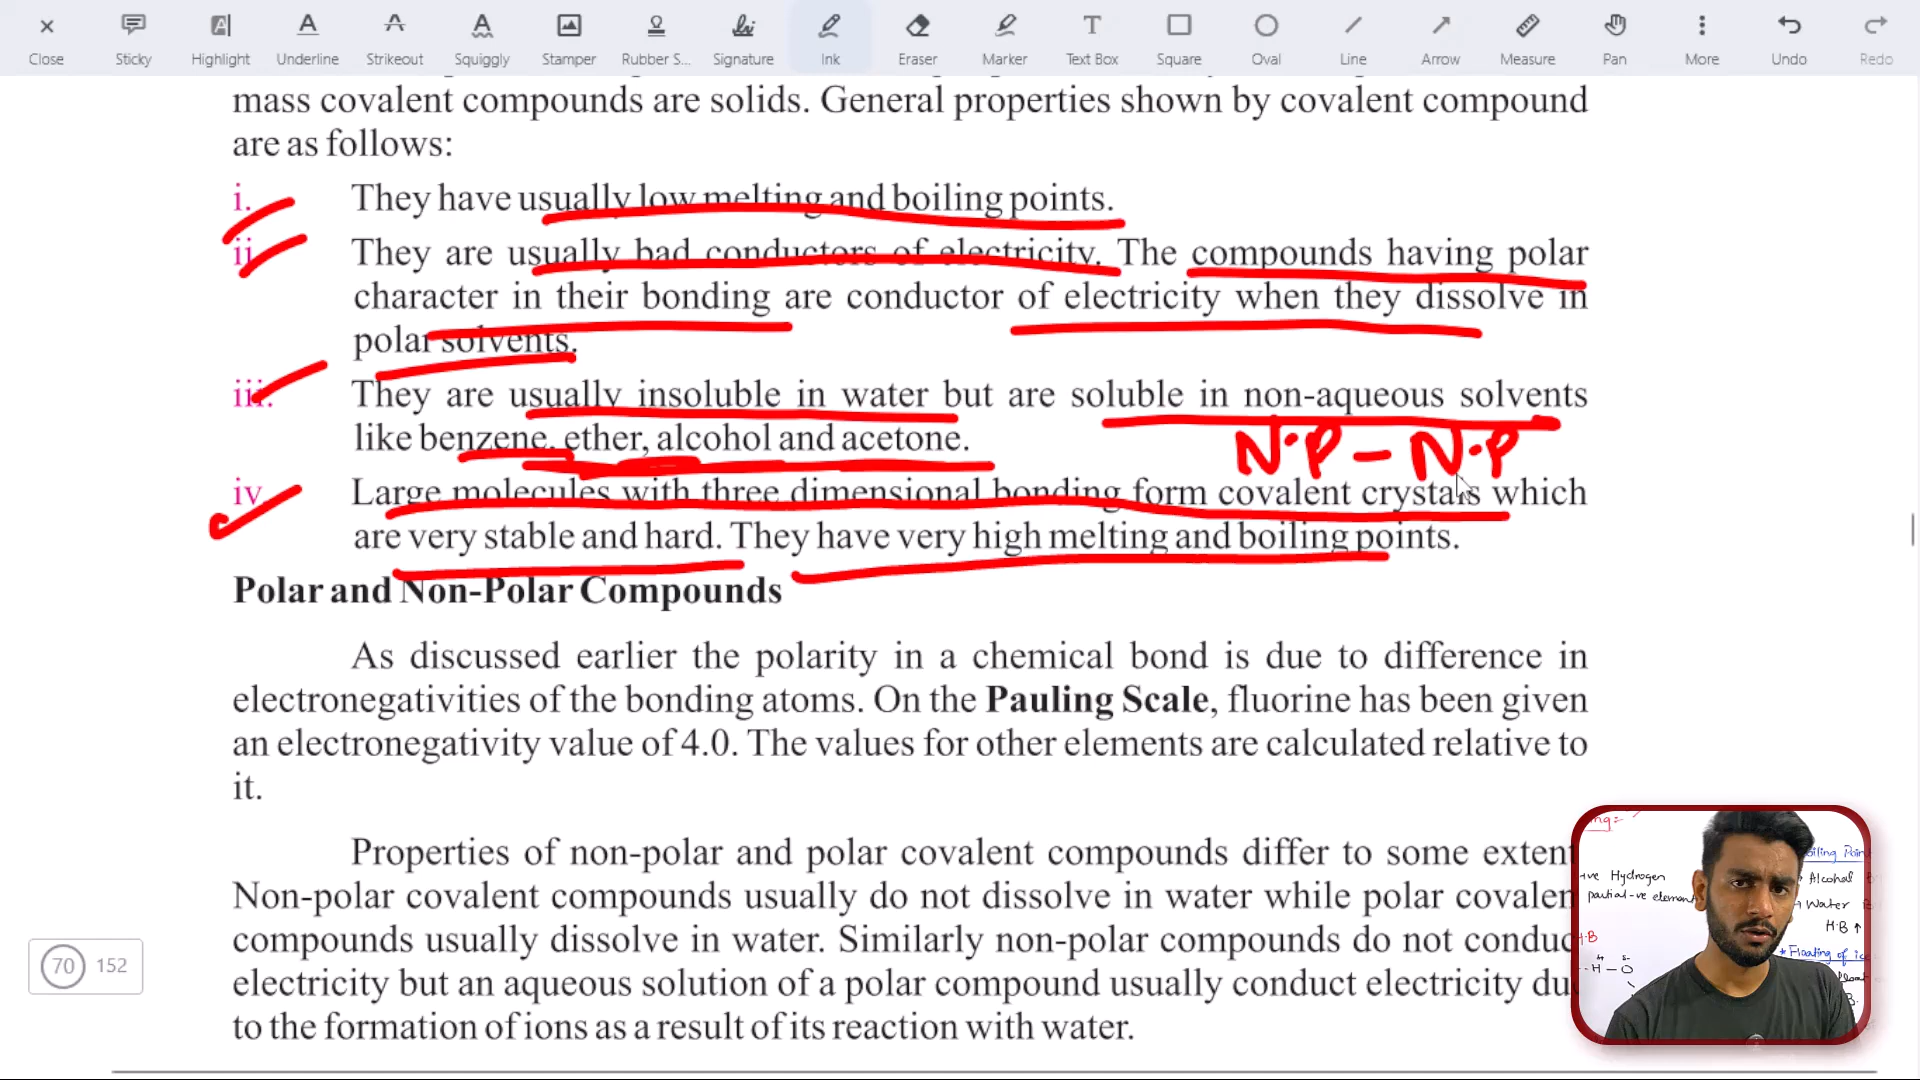 Close Sticky Highlight Underline Strikeout Squiggly Stamper Rubber S... Signature Ink Eraser Marker Text Box Square Oval Line Arrow Measure Pan More Undo Redo
mass covalent compounds are solids. General properties shown by covalent compound
are as follows:
i. They have usually low melting and boiling points.
ii They are usually bad conductors of electricity. The compounds having polar
character in their bonding are conductor of electricity when they dissolve in
polar solvents.
iii. They are usually insoluble in water but are soluble in non-aqueous solvents
like benzene, ether, alcohol and acetone.
N.P - N.P
iv Large molecules with three dimensional bonding form covalent crystals which
are very stable and hard. They have very high melting and boiling points.
Polar and Non-Polar Compounds
As discussed earlier the polarity in a chemical bond is due to difference in
electronegativities of the bonding atoms. On the Pauling Scale, fluorine has been given
an electronegativity value of 4.0. The values for other elements are calculated relative to
it.
Properties of non-polar and polar covalent compounds differ to some extent
Non-polar covalent compounds usually do not dissolve in water while polar covalen
compounds usually dissolve in water. Similarly non-polar compounds do not conduc
electricity but an aqueous solution of a polar compound usually conduct electricity du
to the formation of ions as a result of its reaction with water.
70 152
+ve Hydrogen
partial -ve element
H.B
H - O
oiling Point
Alcohol
Water
H.B ↑
* Floating of ice
float